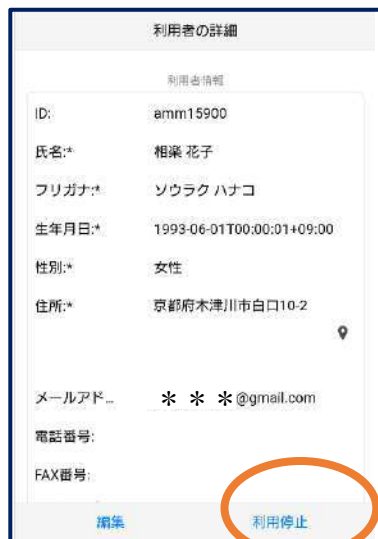 利用者の詳細
利用者情報
ID: amm15900
氏名:* 相楽 花子
フリガナ:* ソウラク ハナコ
生年月日:* 1993-06-01T00:00:01+09:00
性別:* 女性
住所:* 京都府木津川市白口10-2
メールアド... ＊ ＊ ＊@gmail.com
電話番号:
FAX番号:
編集 利用停止